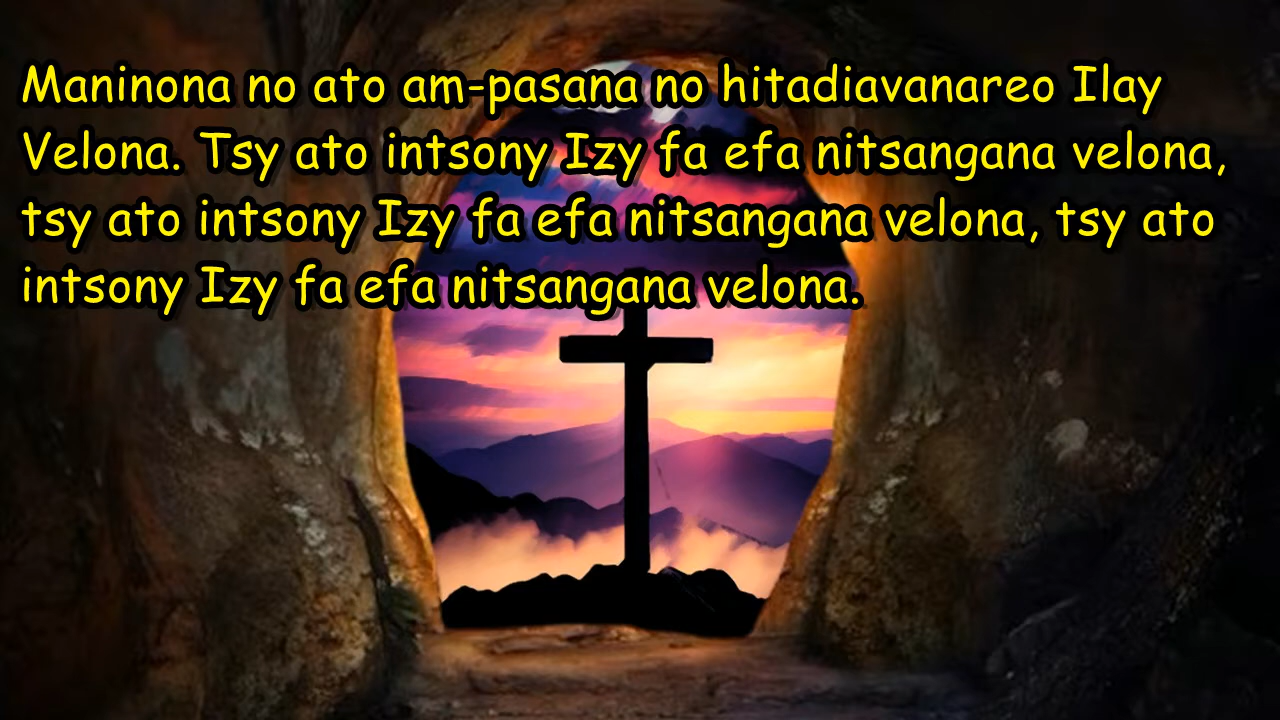 Maninona no ato am-pasana no hitadiavanareo Ilay
Velona. Tsy ato intsony Izy fa efa nitsangana velona,
tsy ato intsony Izy fa efa nitsangana velona, tsy ato
intsony Izy fa efa nitsangana velona.